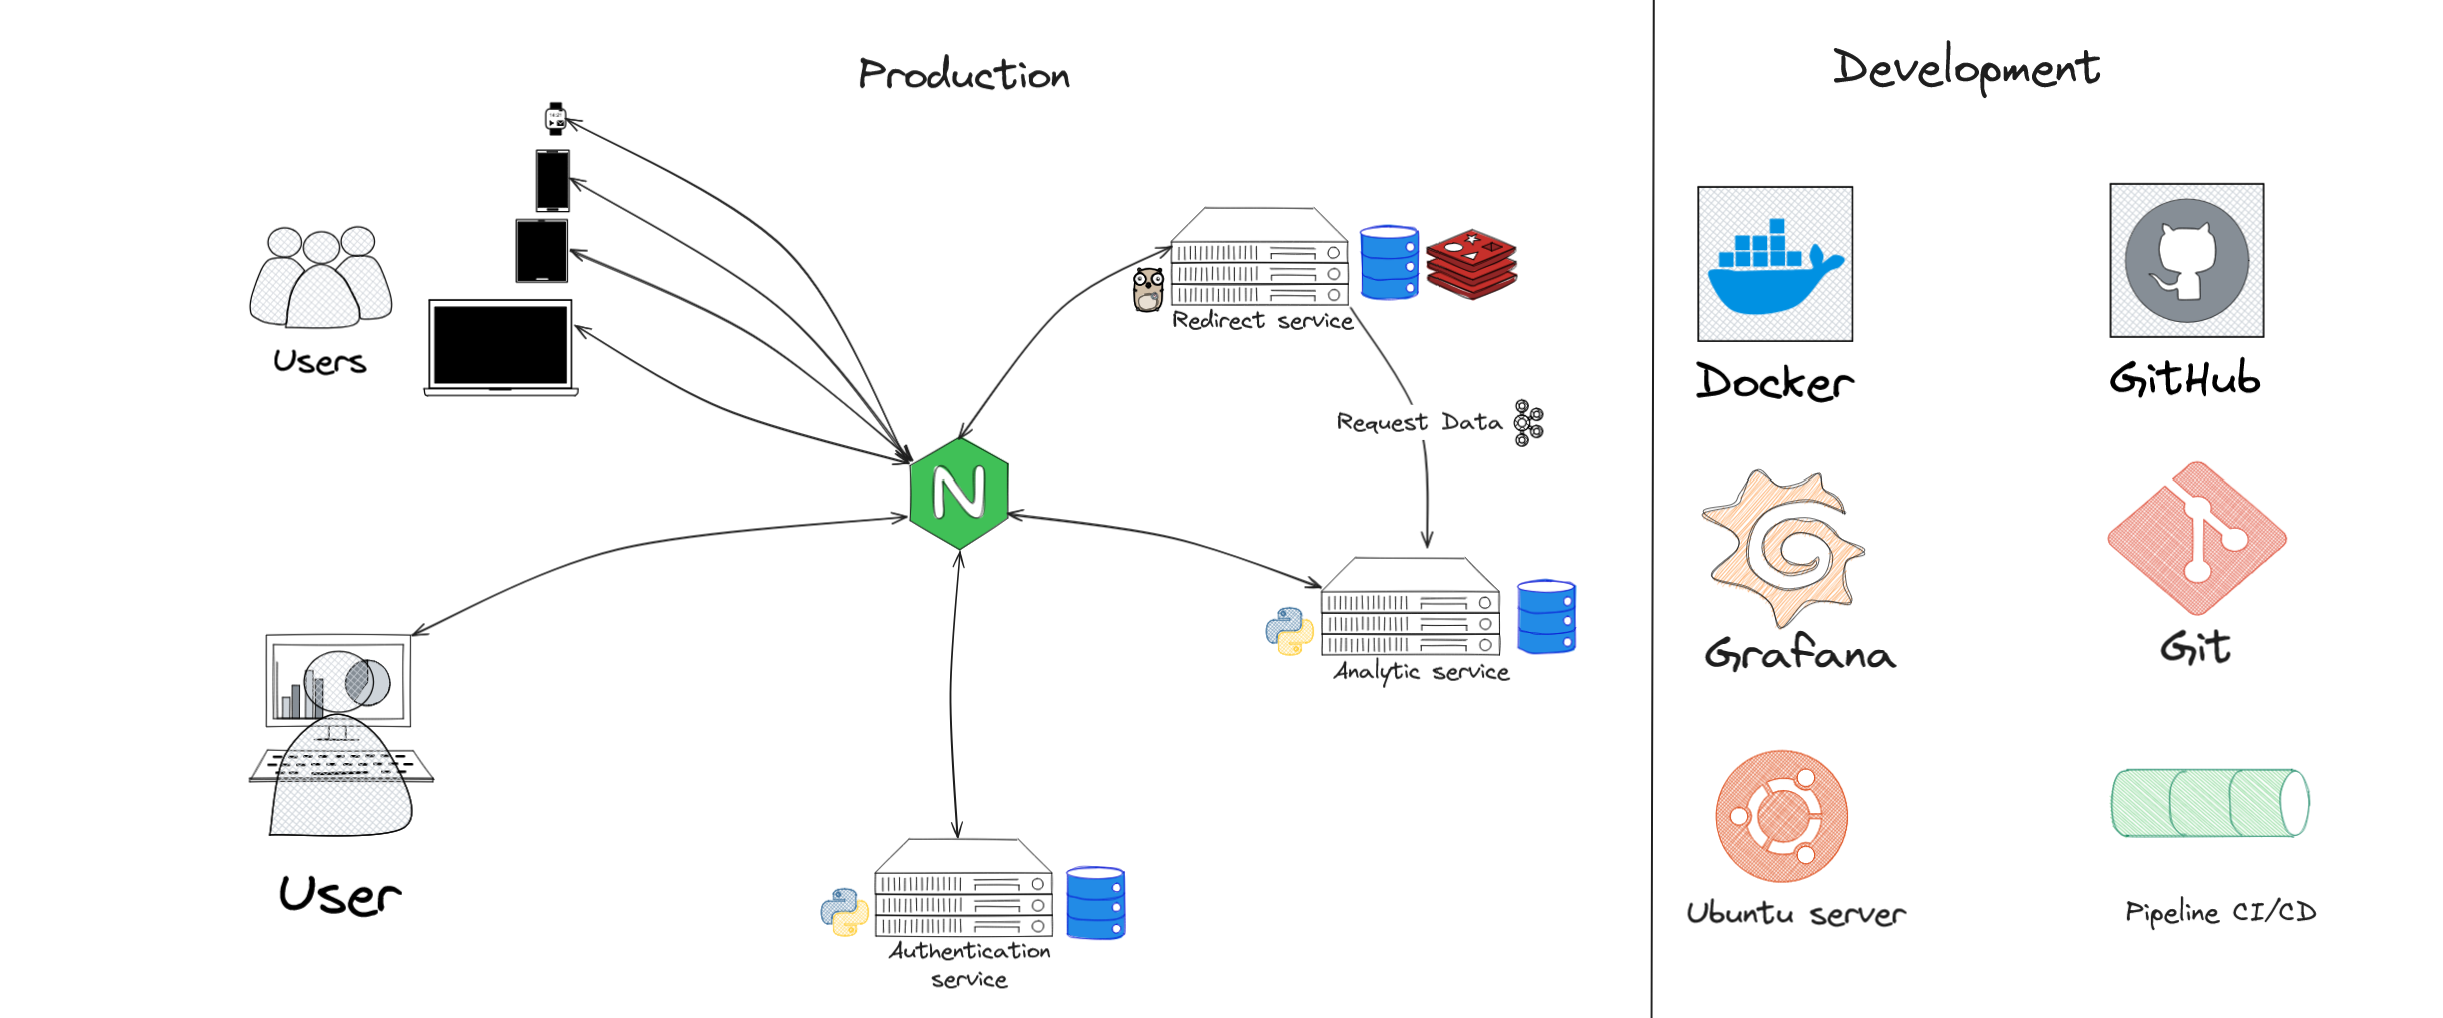 Production
Development
Users
Redirect service
Request Data
N
Docker
GitHub
Analytic service
Grafana
Git
User
Authentication
service
Ubuntu server
Pipeline CI/CD